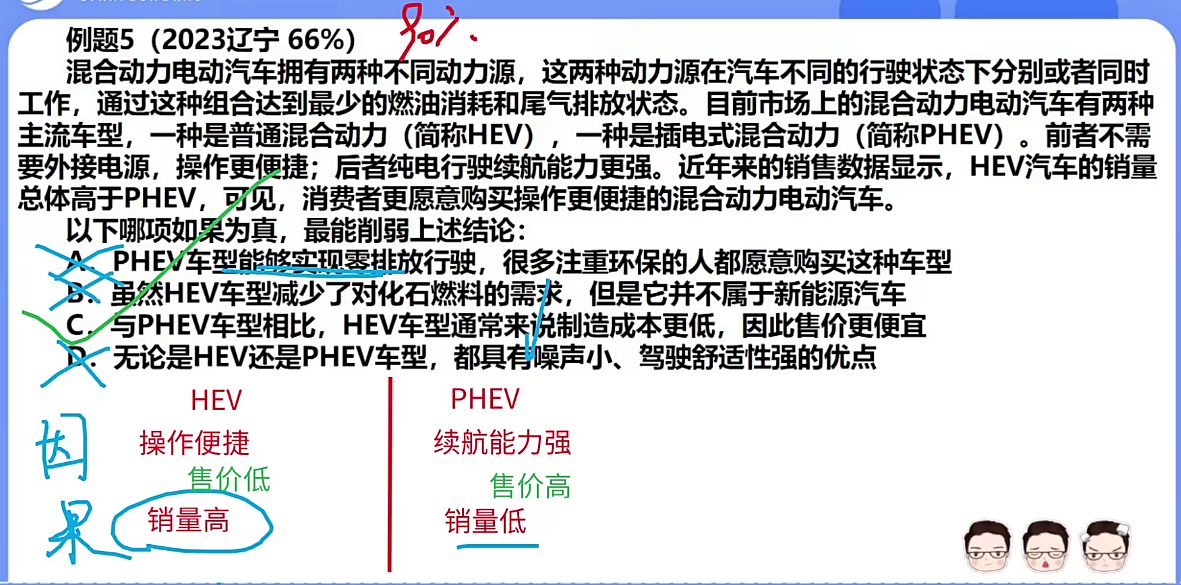 例题5（2023辽宁 66%）
90%.
混合动力电动汽车拥有两种不同动力源，这两种动力源在汽车不同的行驶状态下分别或者同时
工作，通过这种组合达到最少的燃油消耗和尾气排放状态。目前市场上的混合动力电动汽车有两种
主流车型，一种是普通混合动力（简称HEV），一种是插电式混合动力（简称PHEV）。前者不需
要外接电源，操作更便捷；后者纯电行驶续航能力更强。近年来的销售数据显示，HEV汽车的销量
总体高于PHEV，可见，消费者更愿意购买操作更便捷的混合动力电动汽车。
以下哪项如果为真，最能削弱上述结论：
A. PHEV车型能够实现零排放行驶，很多注重环保的人都愿意购买这种车型
B. 虽然HEV车型减少了对化石燃料的需求，但是它并不属于新能源汽车
C. 与PHEV车型相比，HEV车型通常来说制造成本更低，因此售价更便宜
D. 无论是HEV还是PHEV车型，都具有噪声小、驾驶舒适性强的优点
HEV
PHEV
因
操作便捷
续航能力强
售价低
售价高
果
销量高
销量低